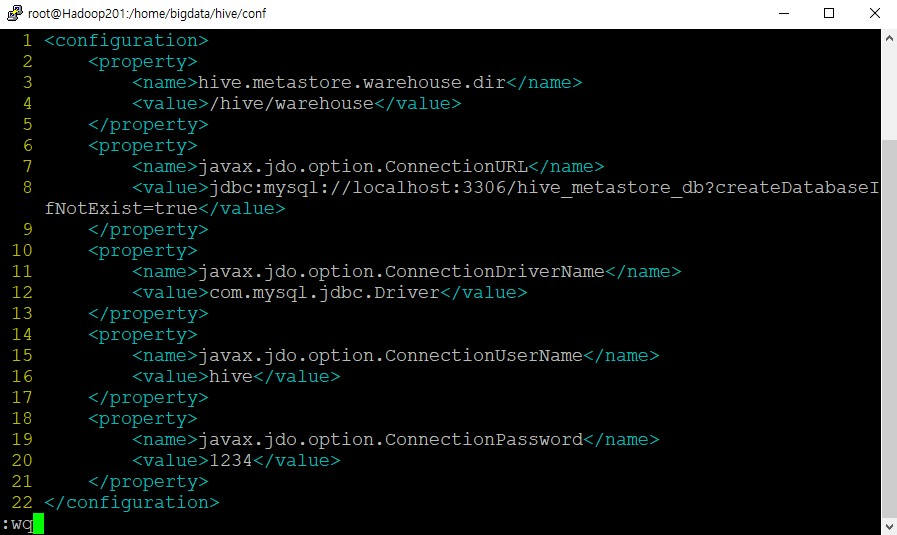 root@Hadoop201:/home/bigdata/hive/conf
1 <configuration>
2     <property>
3         <name>hive.metastore.warehouse.dir</name>
4         <value>/hive/warehouse</value>
5     </property>
6     <property>
7         <name>javax.jdo.option.ConnectionURL</name>
8         <value>jdbc:mysql://localhost:3306/hive_metastore_db?createDatabaseI
fNotExist=true</value>
9     </property>
10     <property>
11         <name>javax.jdo.option.ConnectionDriverName</name>
12         <value>com.mysql.jdbc.Driver</value>
13     </property>
14     <property>
15         <name>javax.jdo.option.ConnectionUserName</name>
16         <value>hive</value>
17     </property>
18     <property>
19         <name>javax.jdo.option.ConnectionPassword</name>
20         <value>1234</value>
21     </property>
22 </configuration>
:wq